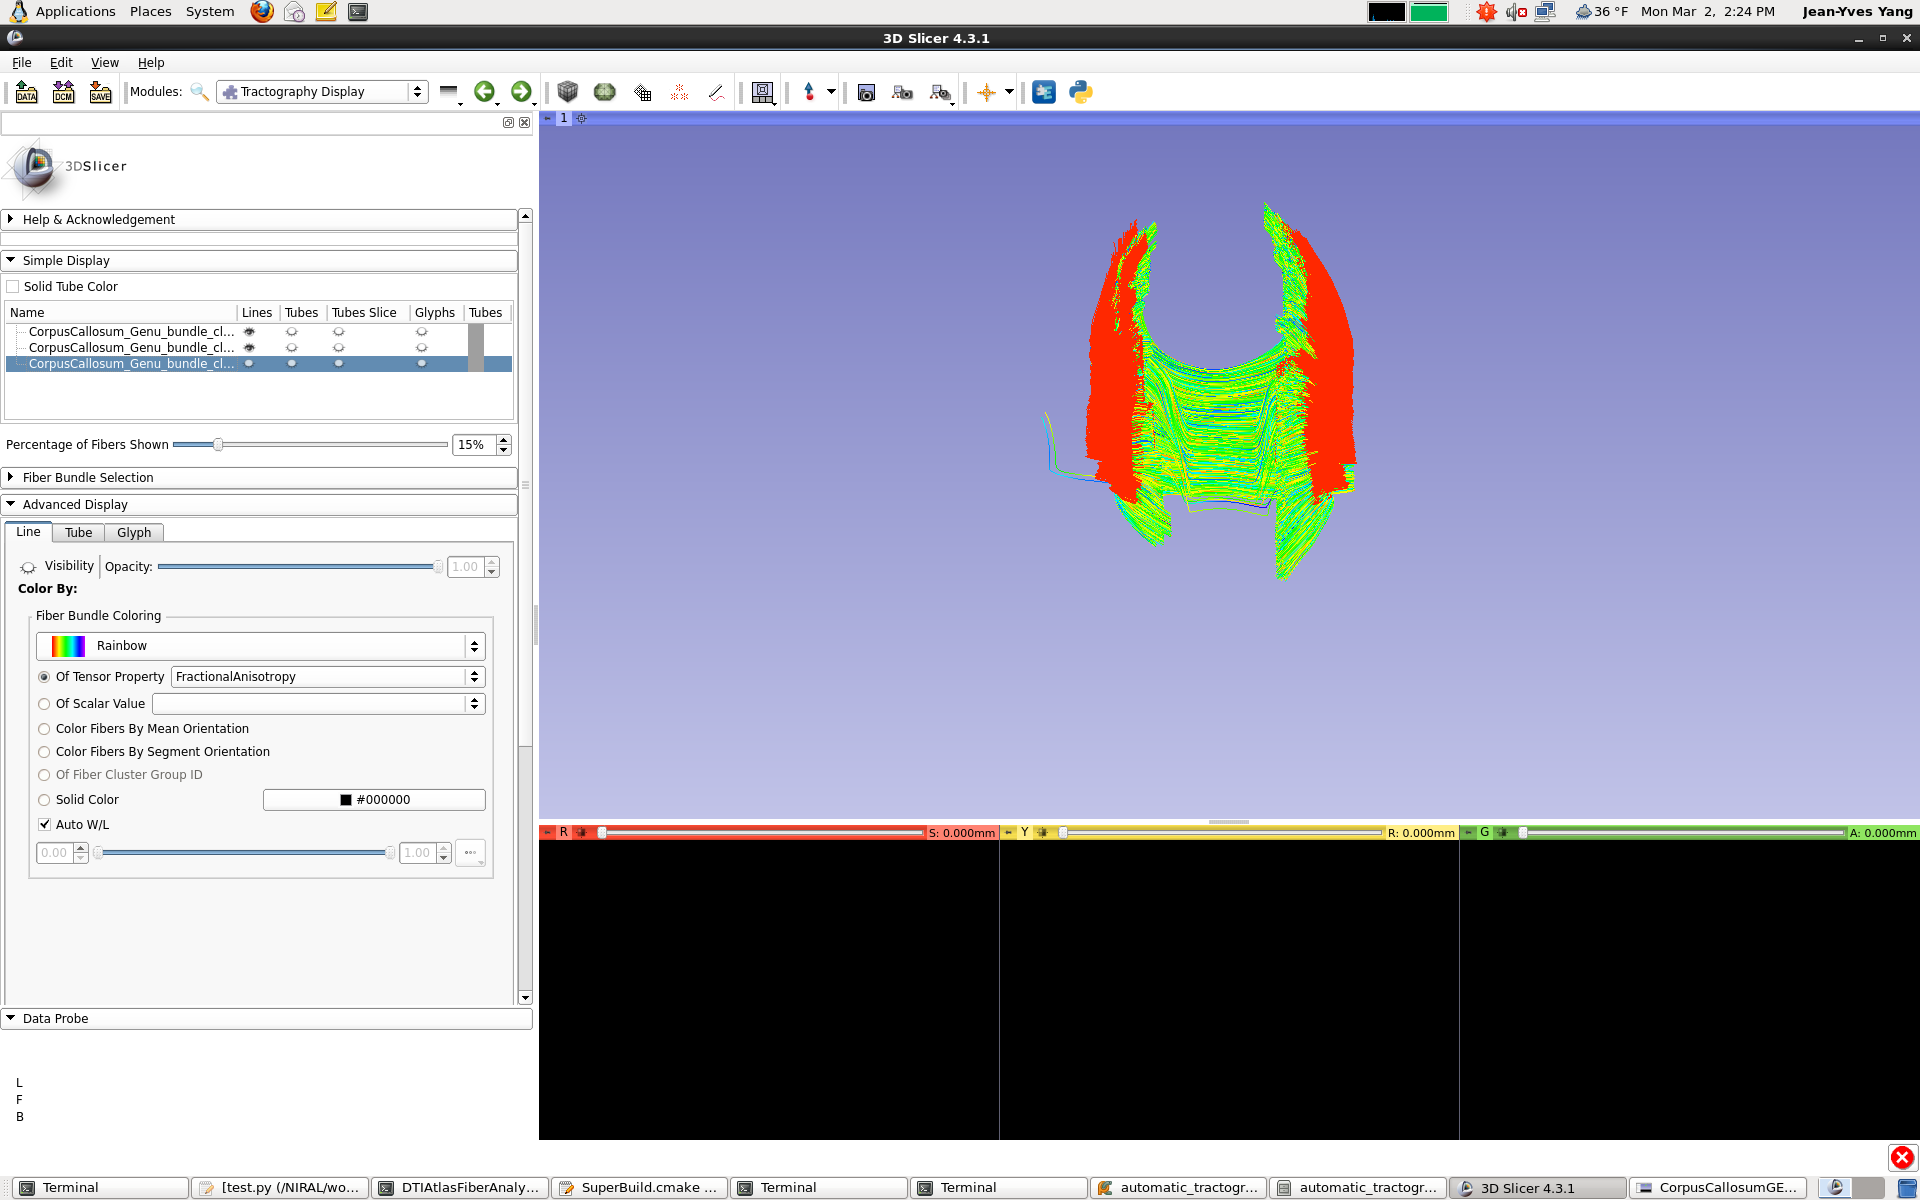 Applications Places System 36 °F Mon Mar 2, 2:24 PM Jean-Yves Yang
3D Slicer 4.3.1
File Edit View Help
DATA DCM SAVE Modules: Tractography Display
1
3DSlicer
Help & Acknowledgement
Simple Display
Solid Tube Color
Name Lines Tubes Tubes Slice Glyphs Tubes
CorpusCallosum_Genu_bundle_cl...
CorpusCallosum_Genu_bundle_cl...
CorpusCallosum_Genu_bundle_cl...
Percentage of Fibers Shown 15%
Fiber Bundle Selection
Advanced Display
Line Tube Glyph
Visibility Opacity: 1.00
Color By:
Fiber Bundle Coloring
Rainbow
Of Tensor Property FractionalAnisotropy
Of Scalar Value
Color Fibers By Mean Orientation
Color Fibers By Segment Orientation
Of Fiber Cluster Group ID
Solid Color #000000
Auto W/L
0.00 1.00 ...
R S: 0.000mm Y R: 0.000mm G A: 0.000mm
Data Probe
L
F
B
Terminal [test.py (/NIRAL/wo... DTIAtlasFiberAnaly... SuperBuild.cmake ... Terminal Terminal automatic_tractogr... automatic_tractogr... 3D Slicer 4.3.1 CorpusCallosumGE...